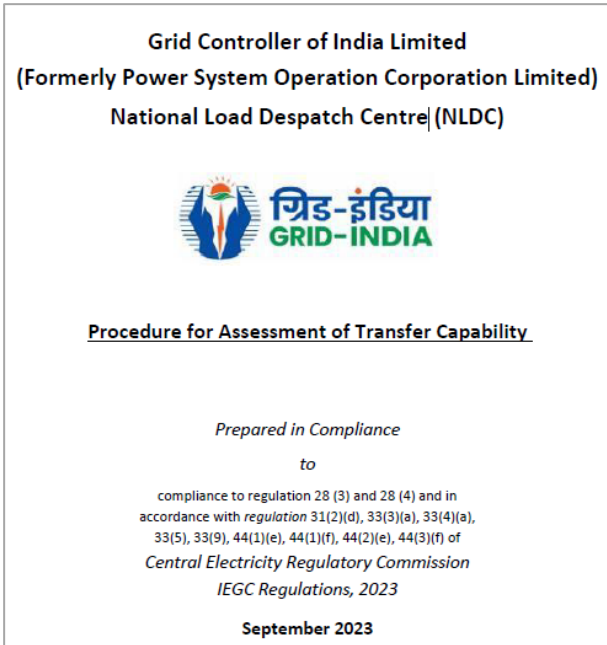 Grid Controller of India Limited
(Formerly Power System Operation Corporation Limited)
National Load Despatch Centre (NLDC)
ग्रिड-इंडिया
GRID-INDIA
Procedure for Assessment of Transfer Capability
Prepared in Compliance
to
compliance to regulation 28 (3) and 28 (4) and in
accordance with regulation 31(2)(d), 33(3)(a), 33(4)(a),
33(5), 33(9), 44(1)(e), 44(1)(f), 44(2)(e), 44(3)(f) of
Central Electricity Regulatory Commission
IEGC Regulations, 2023
September 2023